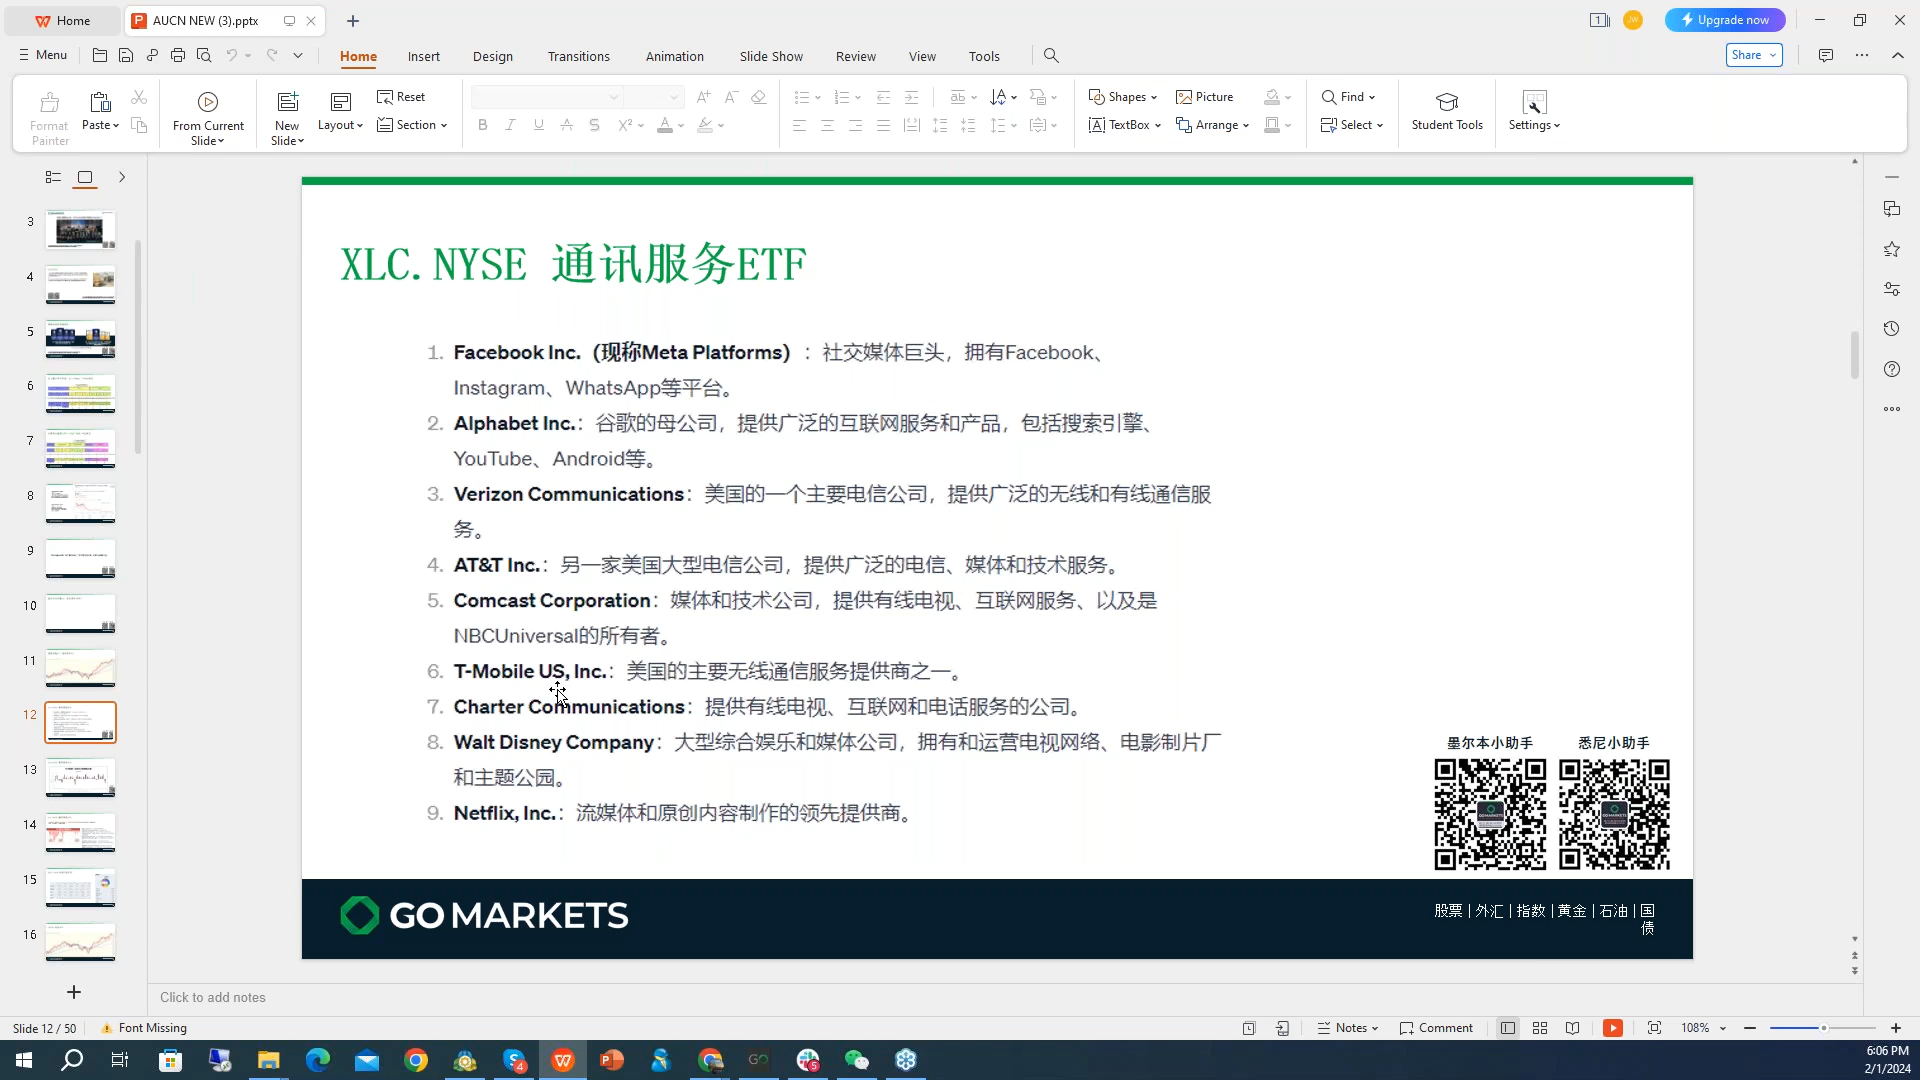 Home
AUCN NEW (3).pptx
1
JW
Upgrade now
Menu
Home
Insert
Design
Transitions
Animation
Slide Show
Review
View
Tools
Share
Format Painter
Paste
From Current Slide
New Slide
Layout
Reset
Section
Shapes
Picture
TextBox
Arrange
Find
Select
Student Tools
Settings
3
4
5
6
7
8
9
10
11
12
13
14
15
16
XLC.NYSE 通讯服务ETF
1. Facebook Inc.（现称Meta Platforms）：社交媒体巨头，拥有Facebook、
Instagram、WhatsApp等平台。
2. Alphabet Inc.：谷歌的母公司，提供广泛的互联网服务和产品，包括搜索引擎、
YouTube、Android等。
3. Verizon Communications：美国的一个主要电信公司，提供广泛的无线和有线通信服
务。
4. AT&T Inc.：另一家美国大型电信公司，提供广泛的电信、媒体和技术服务。
5. Comcast Corporation：媒体和技术公司，提供有线电视、互联网服务、以及是
NBCUniversal的所有者。
6. T-Mobile US, Inc.：美国的主要无线通信服务提供商之一。
7. Charter Communications：提供有线电视、互联网和电话服务的公司。
8. Walt Disney Company：大型综合娱乐和媒体公司，拥有和运营电视网络、电影制片厂
和主题公园。
9. Netflix, Inc.：流媒体和原创内容制作的领先提供商。
墨尔本小助手 悉尼小助手
GO MARKETS
股票 | 外汇 | 指数 | 黄金 | 石油 | 国
债
Click to add notes
Slide 12 / 50
Font Missing
Notes
Comment
108%
6:06 PM
2/1/2024